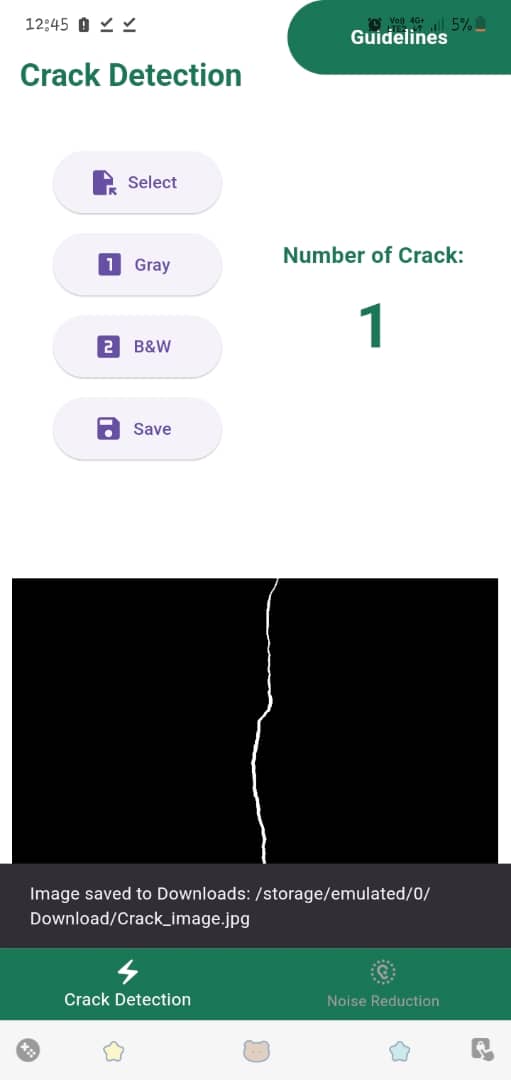 12:45
5%
Guidelines
Crack Detection
Select
1 Gray
Number of Crack:
1
2 B&W
Save
Image saved to Downloads: /storage/emulated/0/
Download/Crack_image.jpg
Crack Detection
Noise Reduction